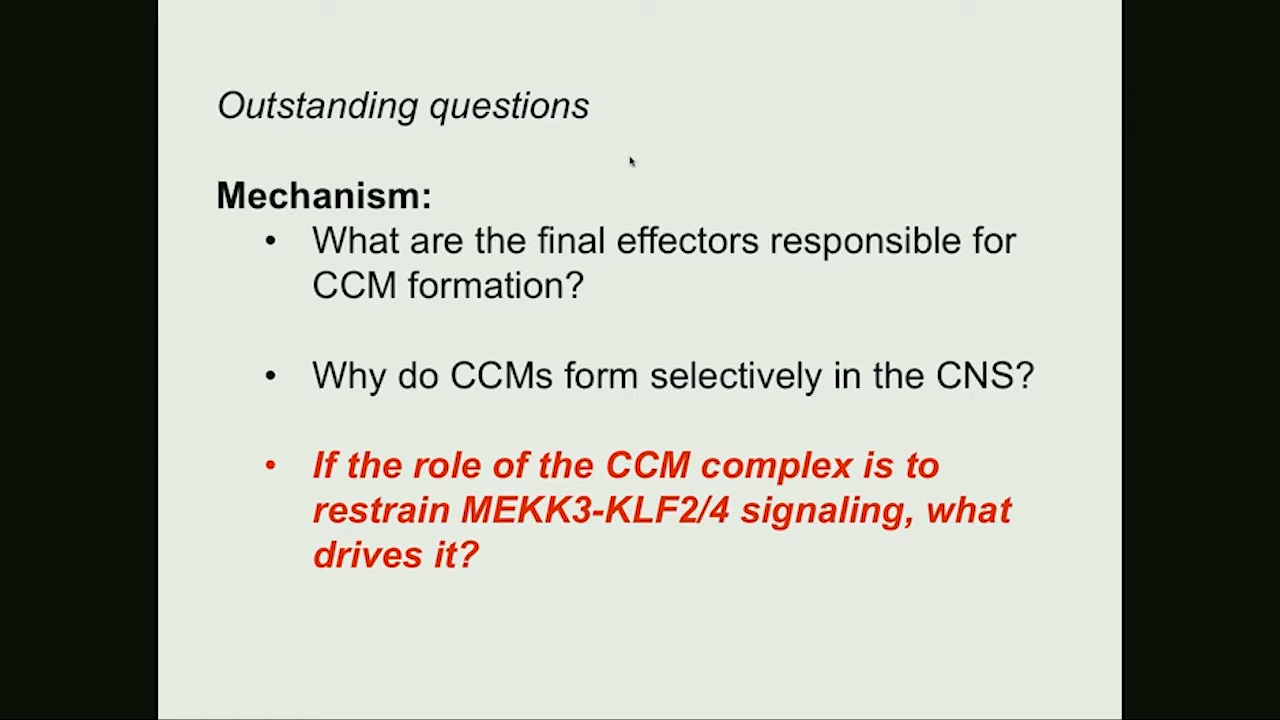 Outstanding questions
Mechanism:
• What are the final effectors responsible for
CCM formation?
• Why do CCMs form selectively in the CNS?
• If the role of the CCM complex is to
restrain MEKK3-KLF2/4 signaling, what
drives it?